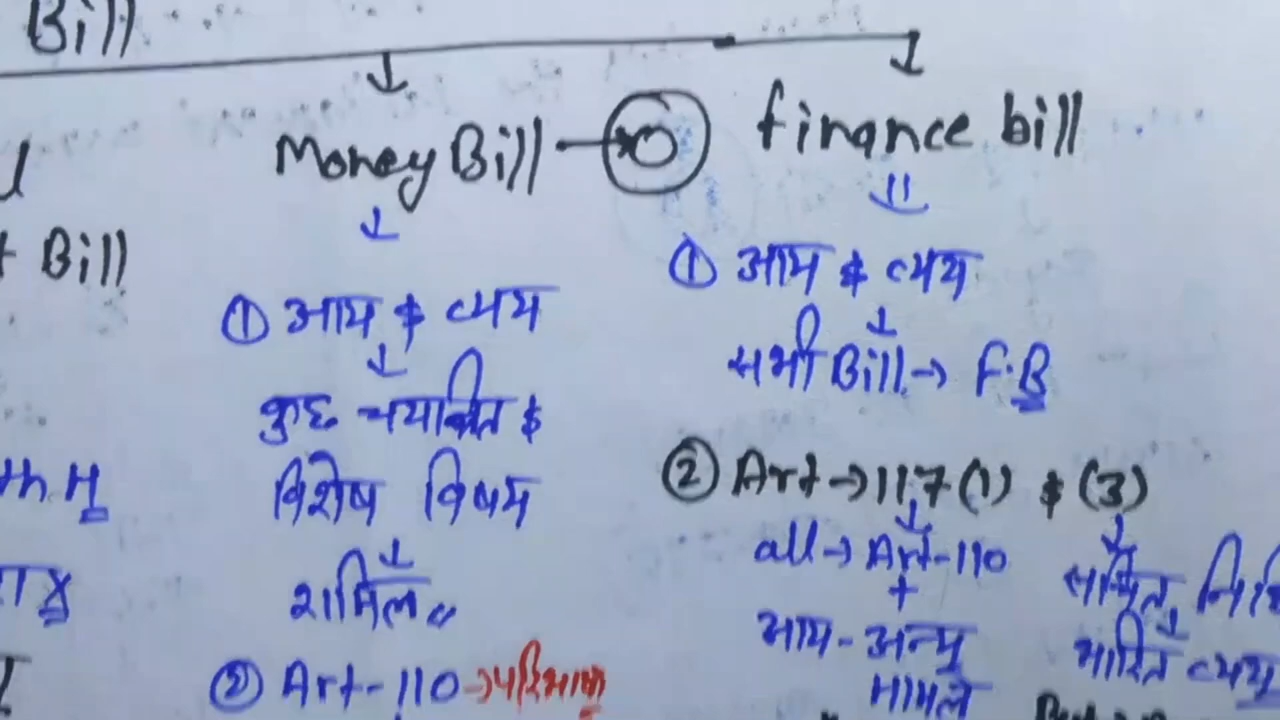 Bill
Money Bill → finance bill
t Bill
① आय & व्यय
कुछ चयनित &
विशेष विषय
शामिल
② Art-110→परिभाषा
① आय & व्यय
सभी Bill→ F.B
② Art→117(1) & (3)
all→Art-110
+
आय-अन्य
मामले
संचित निधि
भारित व्यय